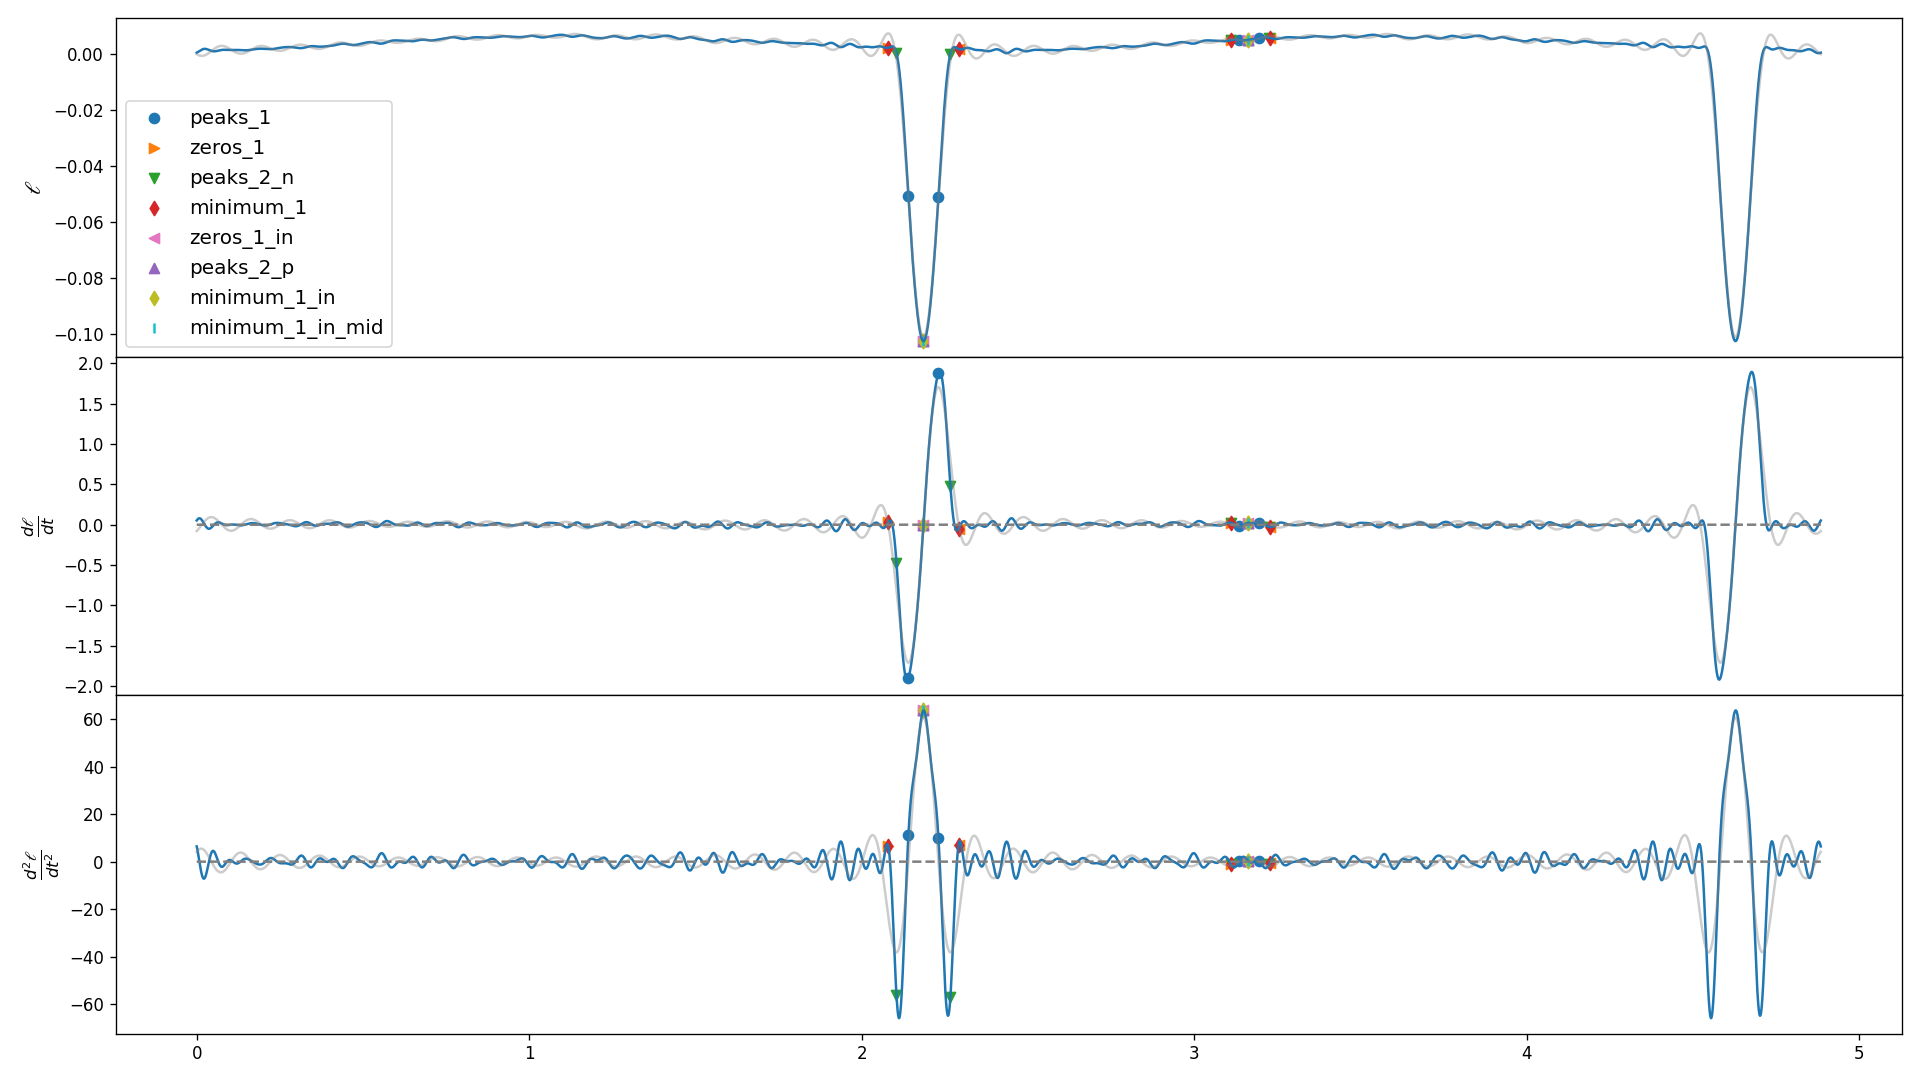 0.00
−0.02
−0.04
−0.06
−0.08
−0.10
ℓ
peaks_1
zeros_1
peaks_2_n
minimum_1
zeros_1_in
peaks_2_p
minimum_1_in
minimum_1_in_mid
2.0
1.5
1.0
0.5
0.0
−0.5
−1.0
−1.5
−2.0
dℓ
dt
60
40
20
0
−20
−40
−60
d²ℓ
dt²
0 1 2 3 4 5